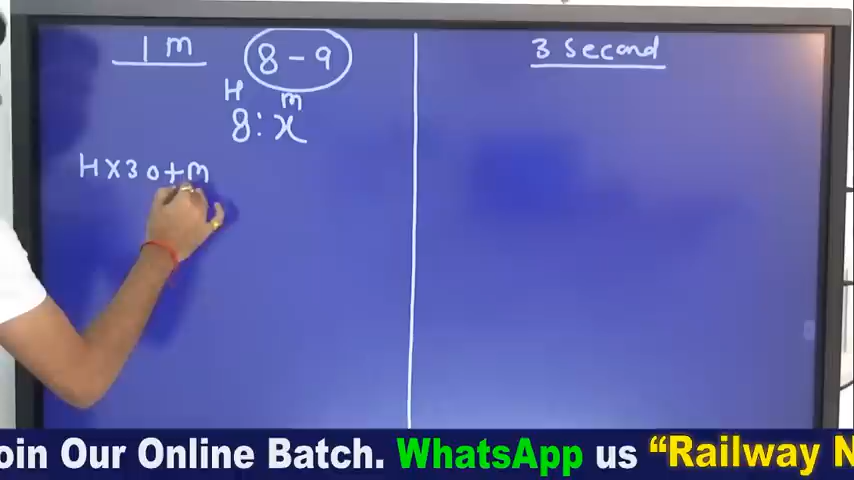 1 m
8 - 9
H m
8 : x
H x 3 0 + m
3 Second
oin Our Online Batch. WhatsApp us “Railway N